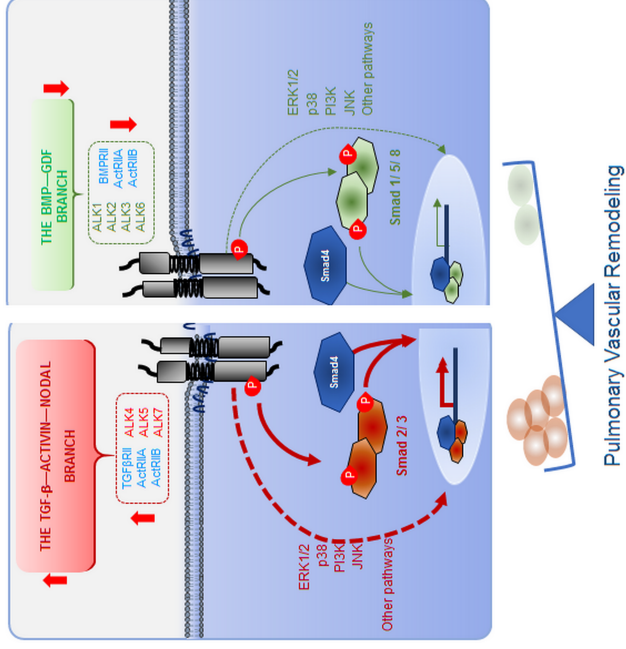 THE TGF-β—ACTIVIN—NODAL
BRANCH
TGFβRII ALK4
ActRIIA ALK5
ActRIIB ALK7
P
P
P
Smad4
Smad 2/ 3
ERK1/2
p38
PI3K
JNK
Other pathways
THE BMP—GDF
BRANCH
ALK1
ALK2 BMPRII
ALK3 ActRIIA
ALK6 ActRIIB
P
P
P
Smad4
Smad 1/ 5/ 8
ERK1/2
p38
PI3K
JNK
Other pathways
Pulmonary Vascular Remodeling